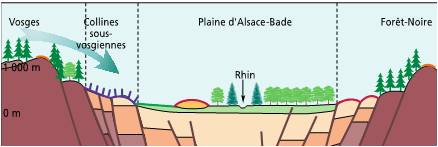 Vosges
Collines
sous-
vosgiennes
Plaine d'Alsace-Bade
Forêt-Noire
Rhin
1 000 m
0 m